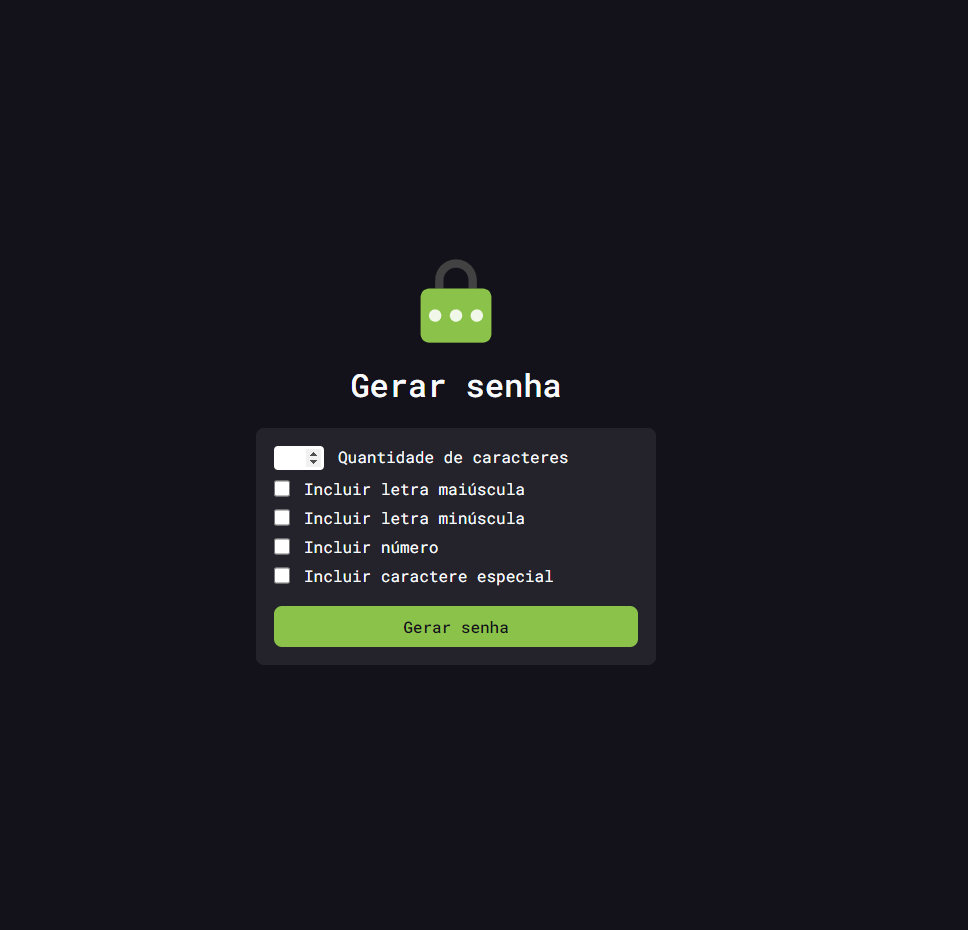 Gerar senha
Quantidade de caracteres
Incluir letra maiúscula
Incluir letra minúscula
Incluir número
Incluir caractere especial
Gerar senha